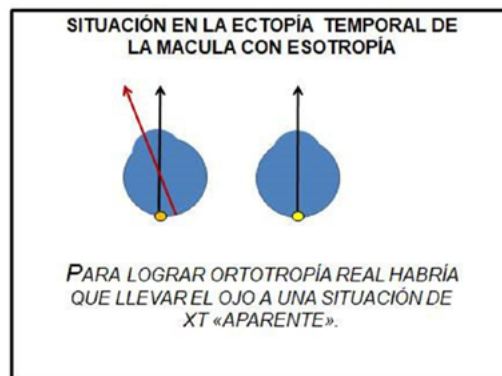 SITUACIÓN EN LA ECTOPÍA TEMPORAL DE
LA MACULA CON ESOTROPÍA
PARA LOGRAR ORTOTROPÍA REAL HABRÍA
QUE LLEVAR EL OJO A UNA SITUACIÓN DE
XT «APARENTE».